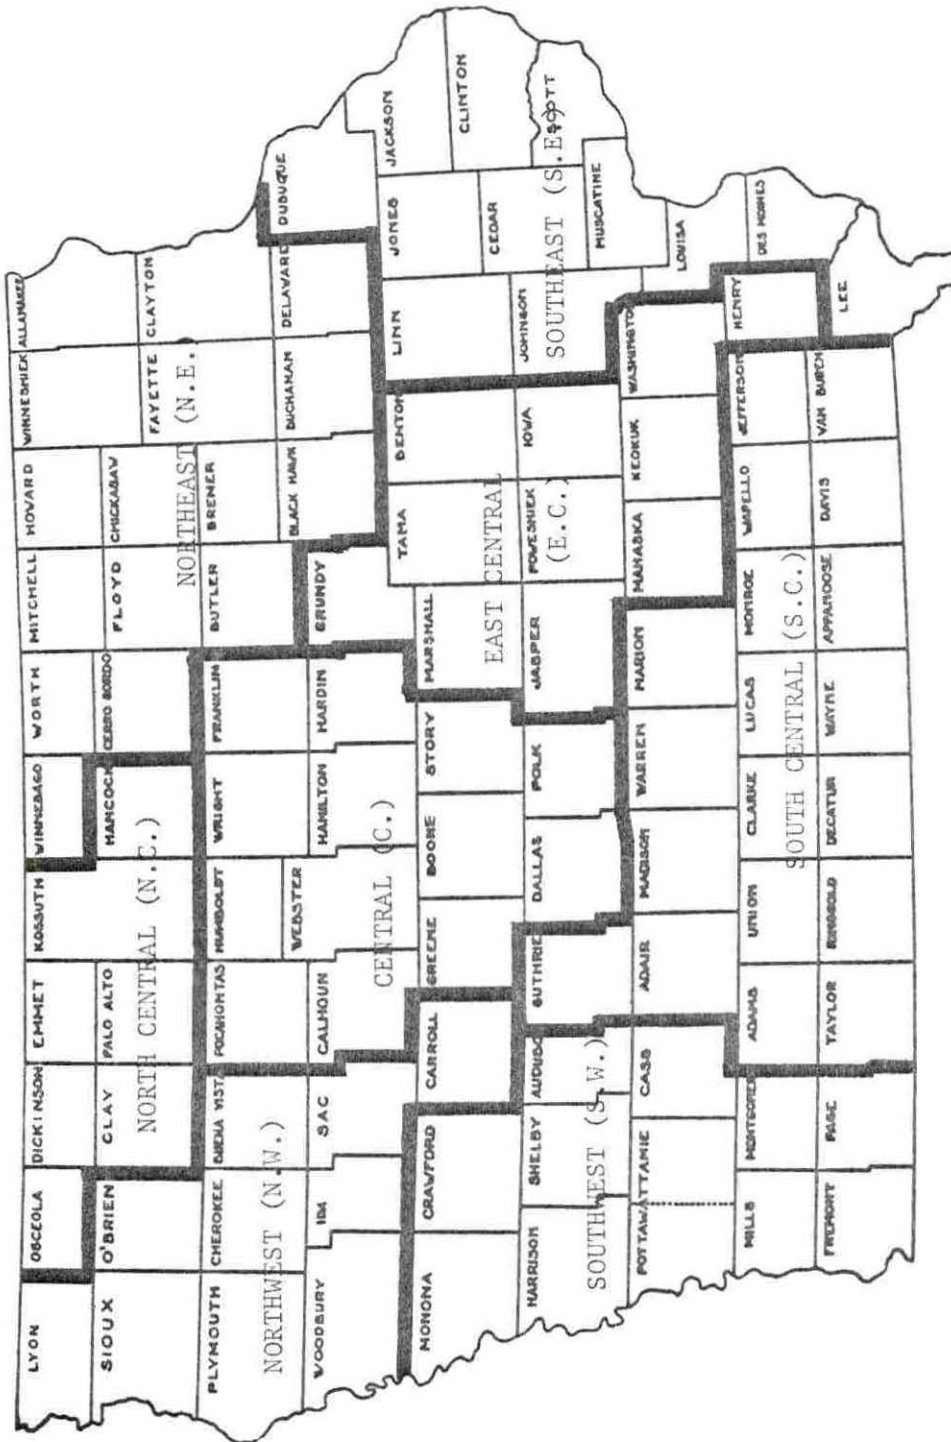 LYON
OSCEOLA
DICKINSON
EMMET
KOSSUTH
WINNEBAGO
WORTH
MITCHELL
HOWARD
WINNESHIEK
ALLAMAKEE
SIOUX
O'BRIEN
CLAY
PALO ALTO
HANCOCK
CERRO GORDO
FLOYD
CHICKASAW
FAYETTE
CLAYTON
NORTH CENTRAL (N.C.)
NORTHEAST (N.E.)
PLYMOUTH
CHEROKEE
BUENA VISTA
POCAHONTAS
HUMBOLDT
WRIGHT
FRANKLIN
BUTLER
BREMER
BLACK HAWK
BUCHANAN
DELAWARE
DUBUQUE
NORTHWEST (N.W.)
WEBSTER
WOODBURY
IDA
SAC
CALHOUN
HAMILTON
HARDIN
GRUNDY
CENTRAL (C.)
TAMA
BENTON
LINN
JONES
JACKSON
MONONA
CRAWFORD
CARROLL
GREENE
BOONE
STORY
MARSHALL
CLINTON
CEDAR
EAST CENTRAL
(E.C.)
HARRISON
SHELBY
AUDUBON
GUTHRIE
DALLAS
POLK
JASPER
POWESHIEK
IOWA
JOHNSON
SCOTT
SOUTHEAST (S.E.)
MUSCATINE
SOUTHWEST (S.W.)
POTTAWATTAMIE
CASS
ADAIR
MADISON
WARREN
MARION
MAHASKA
KEOKUK
WASHINGTON
LOUISA
MILLS
MONTGOMERY
ADAMS
UNION
CLARKE
LUCAS
MONROE
WAPELLO
JEFFERSON
HENRY
DES MOINES
SOUTH CENTRAL (S.C.)
FREMONT
PAGE
TAYLOR
RINGGOLD
DECATUR
WAYNE
APPANOOSE
DAVIS
VAN BUREN
LEE